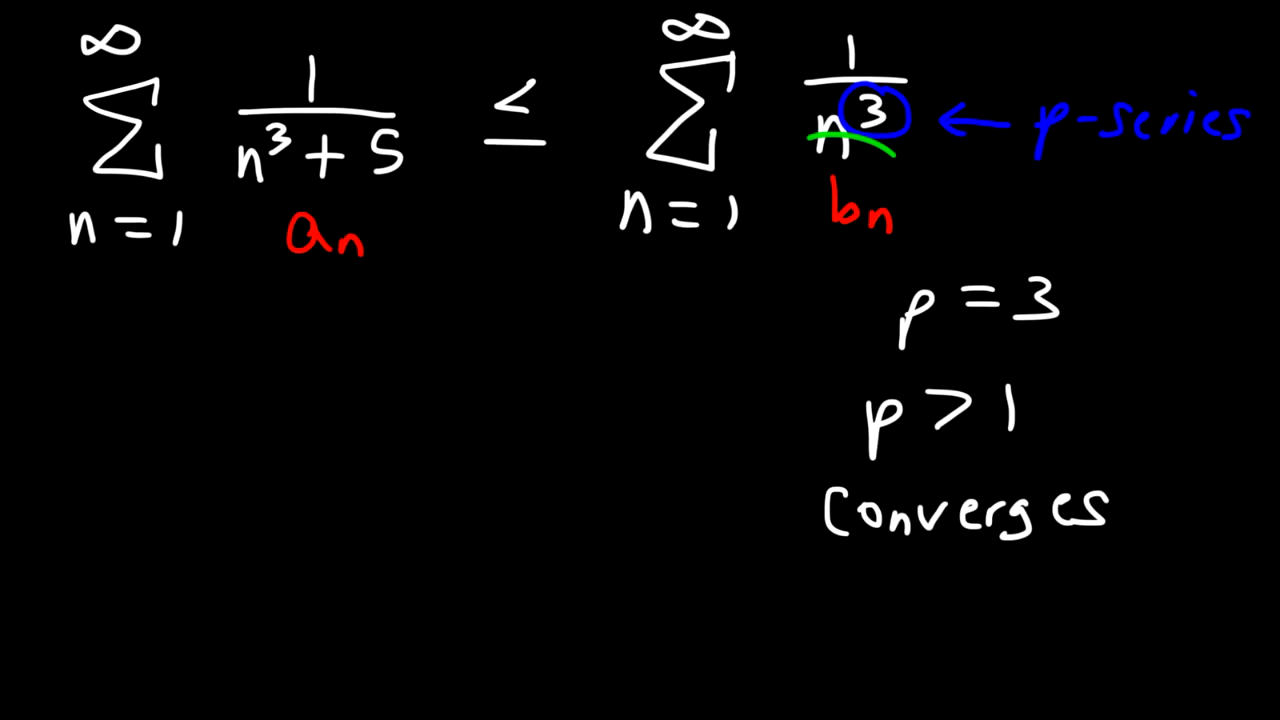 ∞ ∑ n=1 1/(n³+5) ≤ ∞ ∑ n=1 1/n³ ← p-series
aₙ bₙ
p = 3
p > 1
Converges